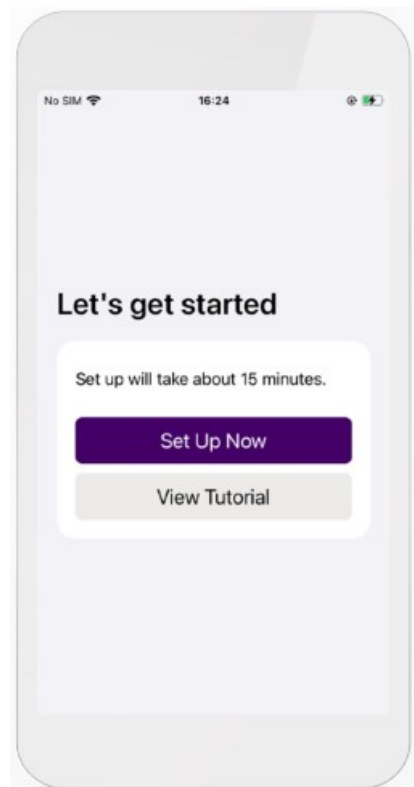 No SIM 16:24
Let's get started
Set up will take about 15 minutes.
Set Up Now
View Tutorial